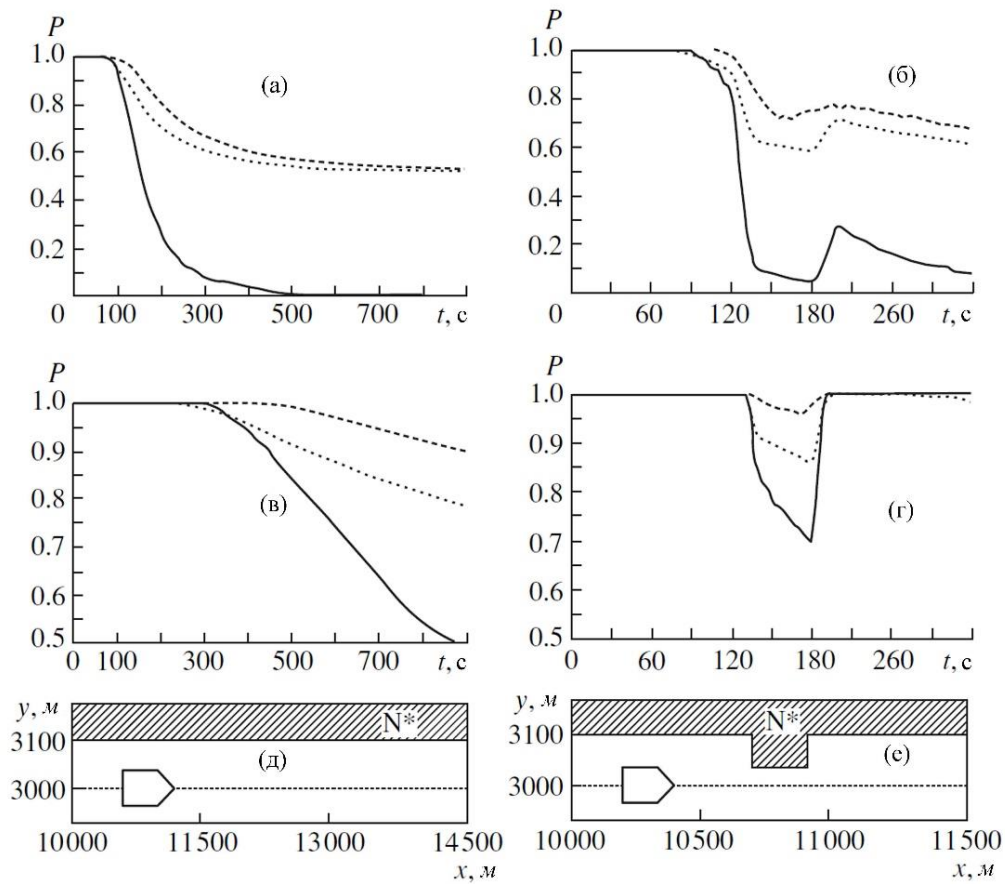 P
1.0
0.8
0.6
0.4
0.2
0
100 300 500 700 t, с
(а)
P
1.0
0.8
0.6
0.4
0.2
0
60 120 180 260 t, с
(б)
P
1.0
0.9
0.8
0.7
0.6
0.5
0 100 300 500 700 t, с
(в)
P
1.0
0.9
0.8
0.7
0.6
0.5
0 60 120 180 260 t, с
(г)
y, м
3100
3000
N*
(д)
10000 11500 13000 14500
x, м
y, м
3100
3000
N*
(е)
10000 10500 11000 11500
x, м